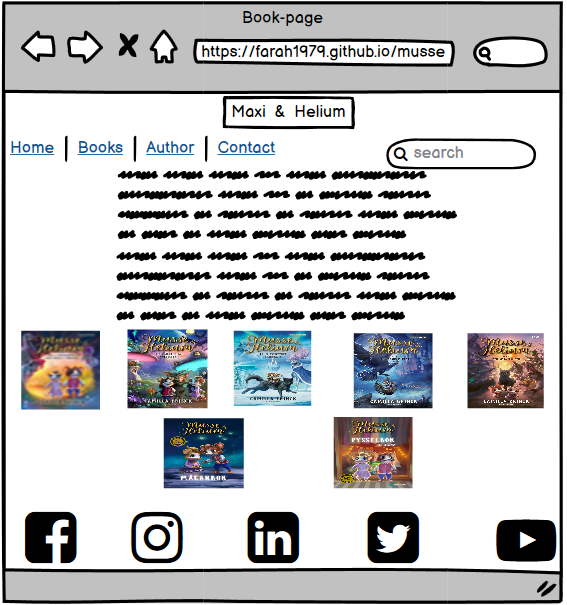 Book-page
https://farah1979.github.io/musse
Maxi & Helium
Home Books Author Contact
search
Musse Helium
CAMILLA BRINCK
Musse Helium
CAMILLA BRINCK
Musse Helium
CAMILLA BRINCK
Musse Helium
CAMILLA BRINCK
Musse Helium
MÅLARBOK
Musse Helium
PYSSELBOK
f
in